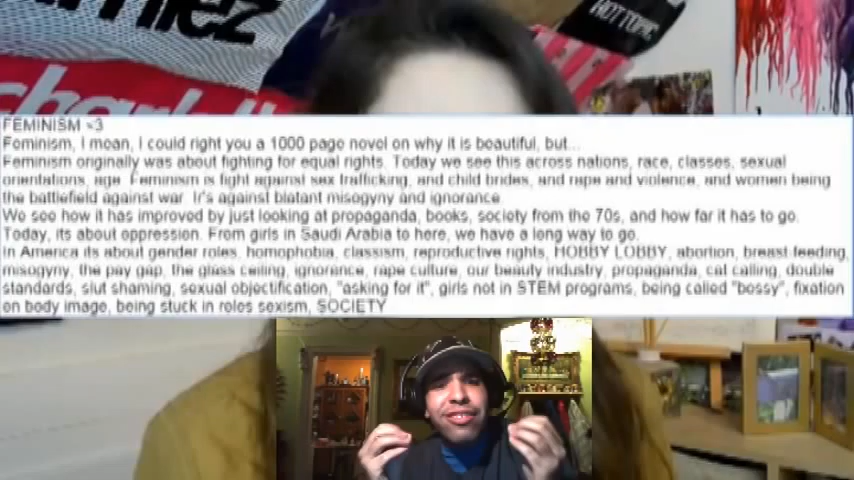 HOT TOPIC
FEMINISM <3
Feminism, I mean, I could right you a 1000 page novel on why it is beautiful, but...
Feminism originally was about fighting for equal rights. Today we see this across nations, race, classes, sexual
orientations, age. Feminism is fight against sex trafficking, and child brides, and rape and violence, and women being
the battlefield against war. It's against blatant misogyny and ignorance.
We see how it has improved by just looking at propaganda, books, society from the 70s, and how far it has to go.
Today, its about oppression. From girls in Saudi Arabia to here, we have a long way to go.
In America its about gender roles, homophobia, classism, reproductive rights, HOBBY LOBBY, abortion, breast feeding,
misogyny, the pay gap, the glass ceiling, ignorance, rape culture, our beauty industry, propaganda, cat calling, double
standards, slut shaming, sexual objectification, "asking for it", girls not in STEM programs, being called "bossy", fixation
on body image, being stuck in roles sexism, SOCIETY